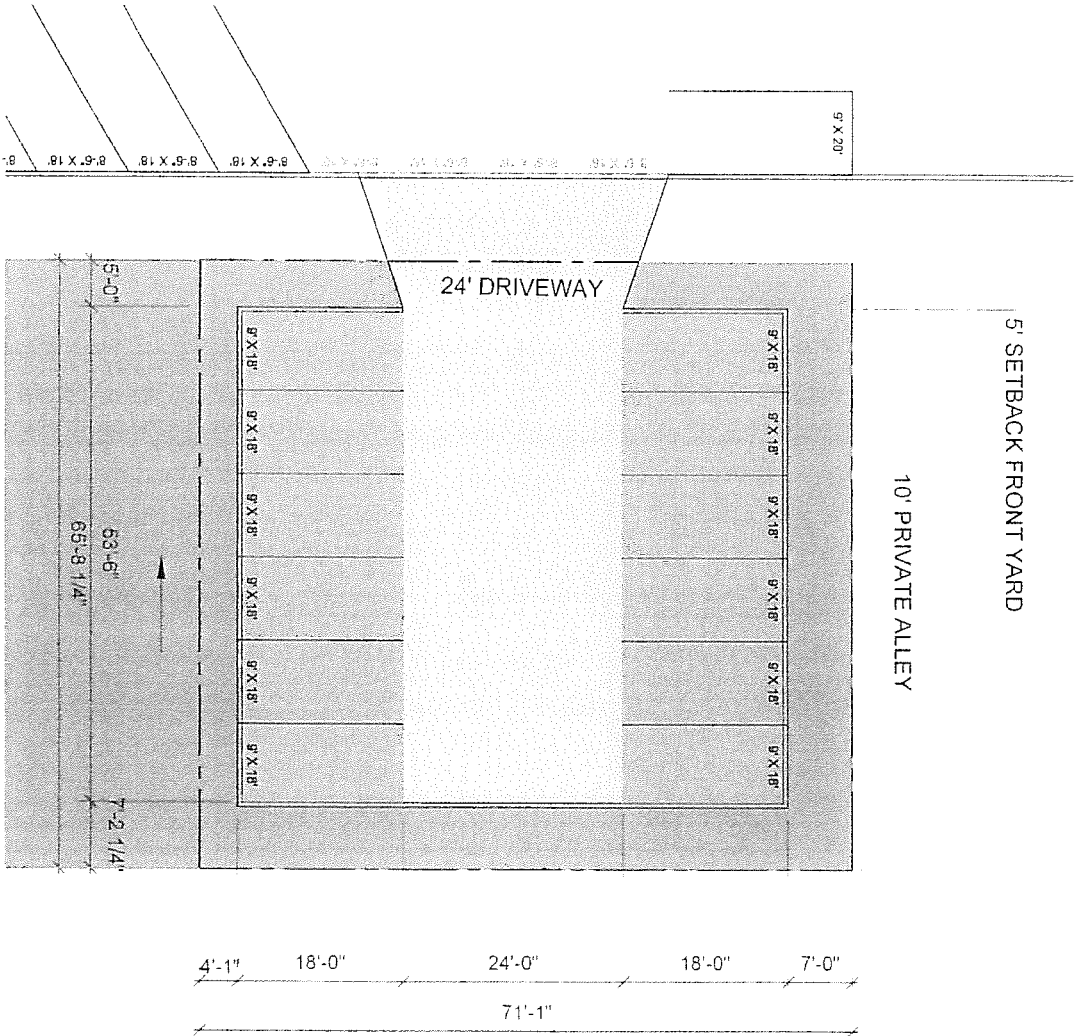 9' X 20'
8'-6" X 18'
8'-6" X 18'
8'-6" X 18'
24' DRIVEWAY
5'-0"
5' SETBACK FRONT YARD
10' PRIVATE ALLEY
9' X 18'
9' X 18'
9' X 18'
9' X 18'
9' X 18'
9' X 18'
9' X 18'
9' X 18'
9' X 18'
9' X 18'
9' X 18'
9' X 18'
53'-6"
65'-8 1/4"
7'-2 1/4"
4'-1"
18'-0"
24'-0"
18'-0"
7'-0"
71'-1"